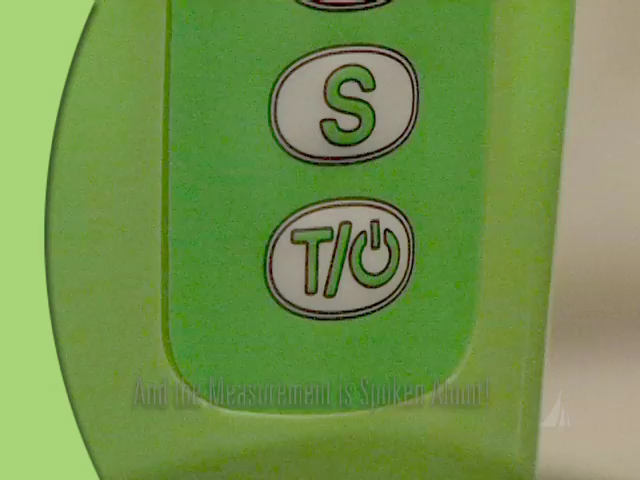 S
T/⏻
And the Measurement is Spoken Aloud!